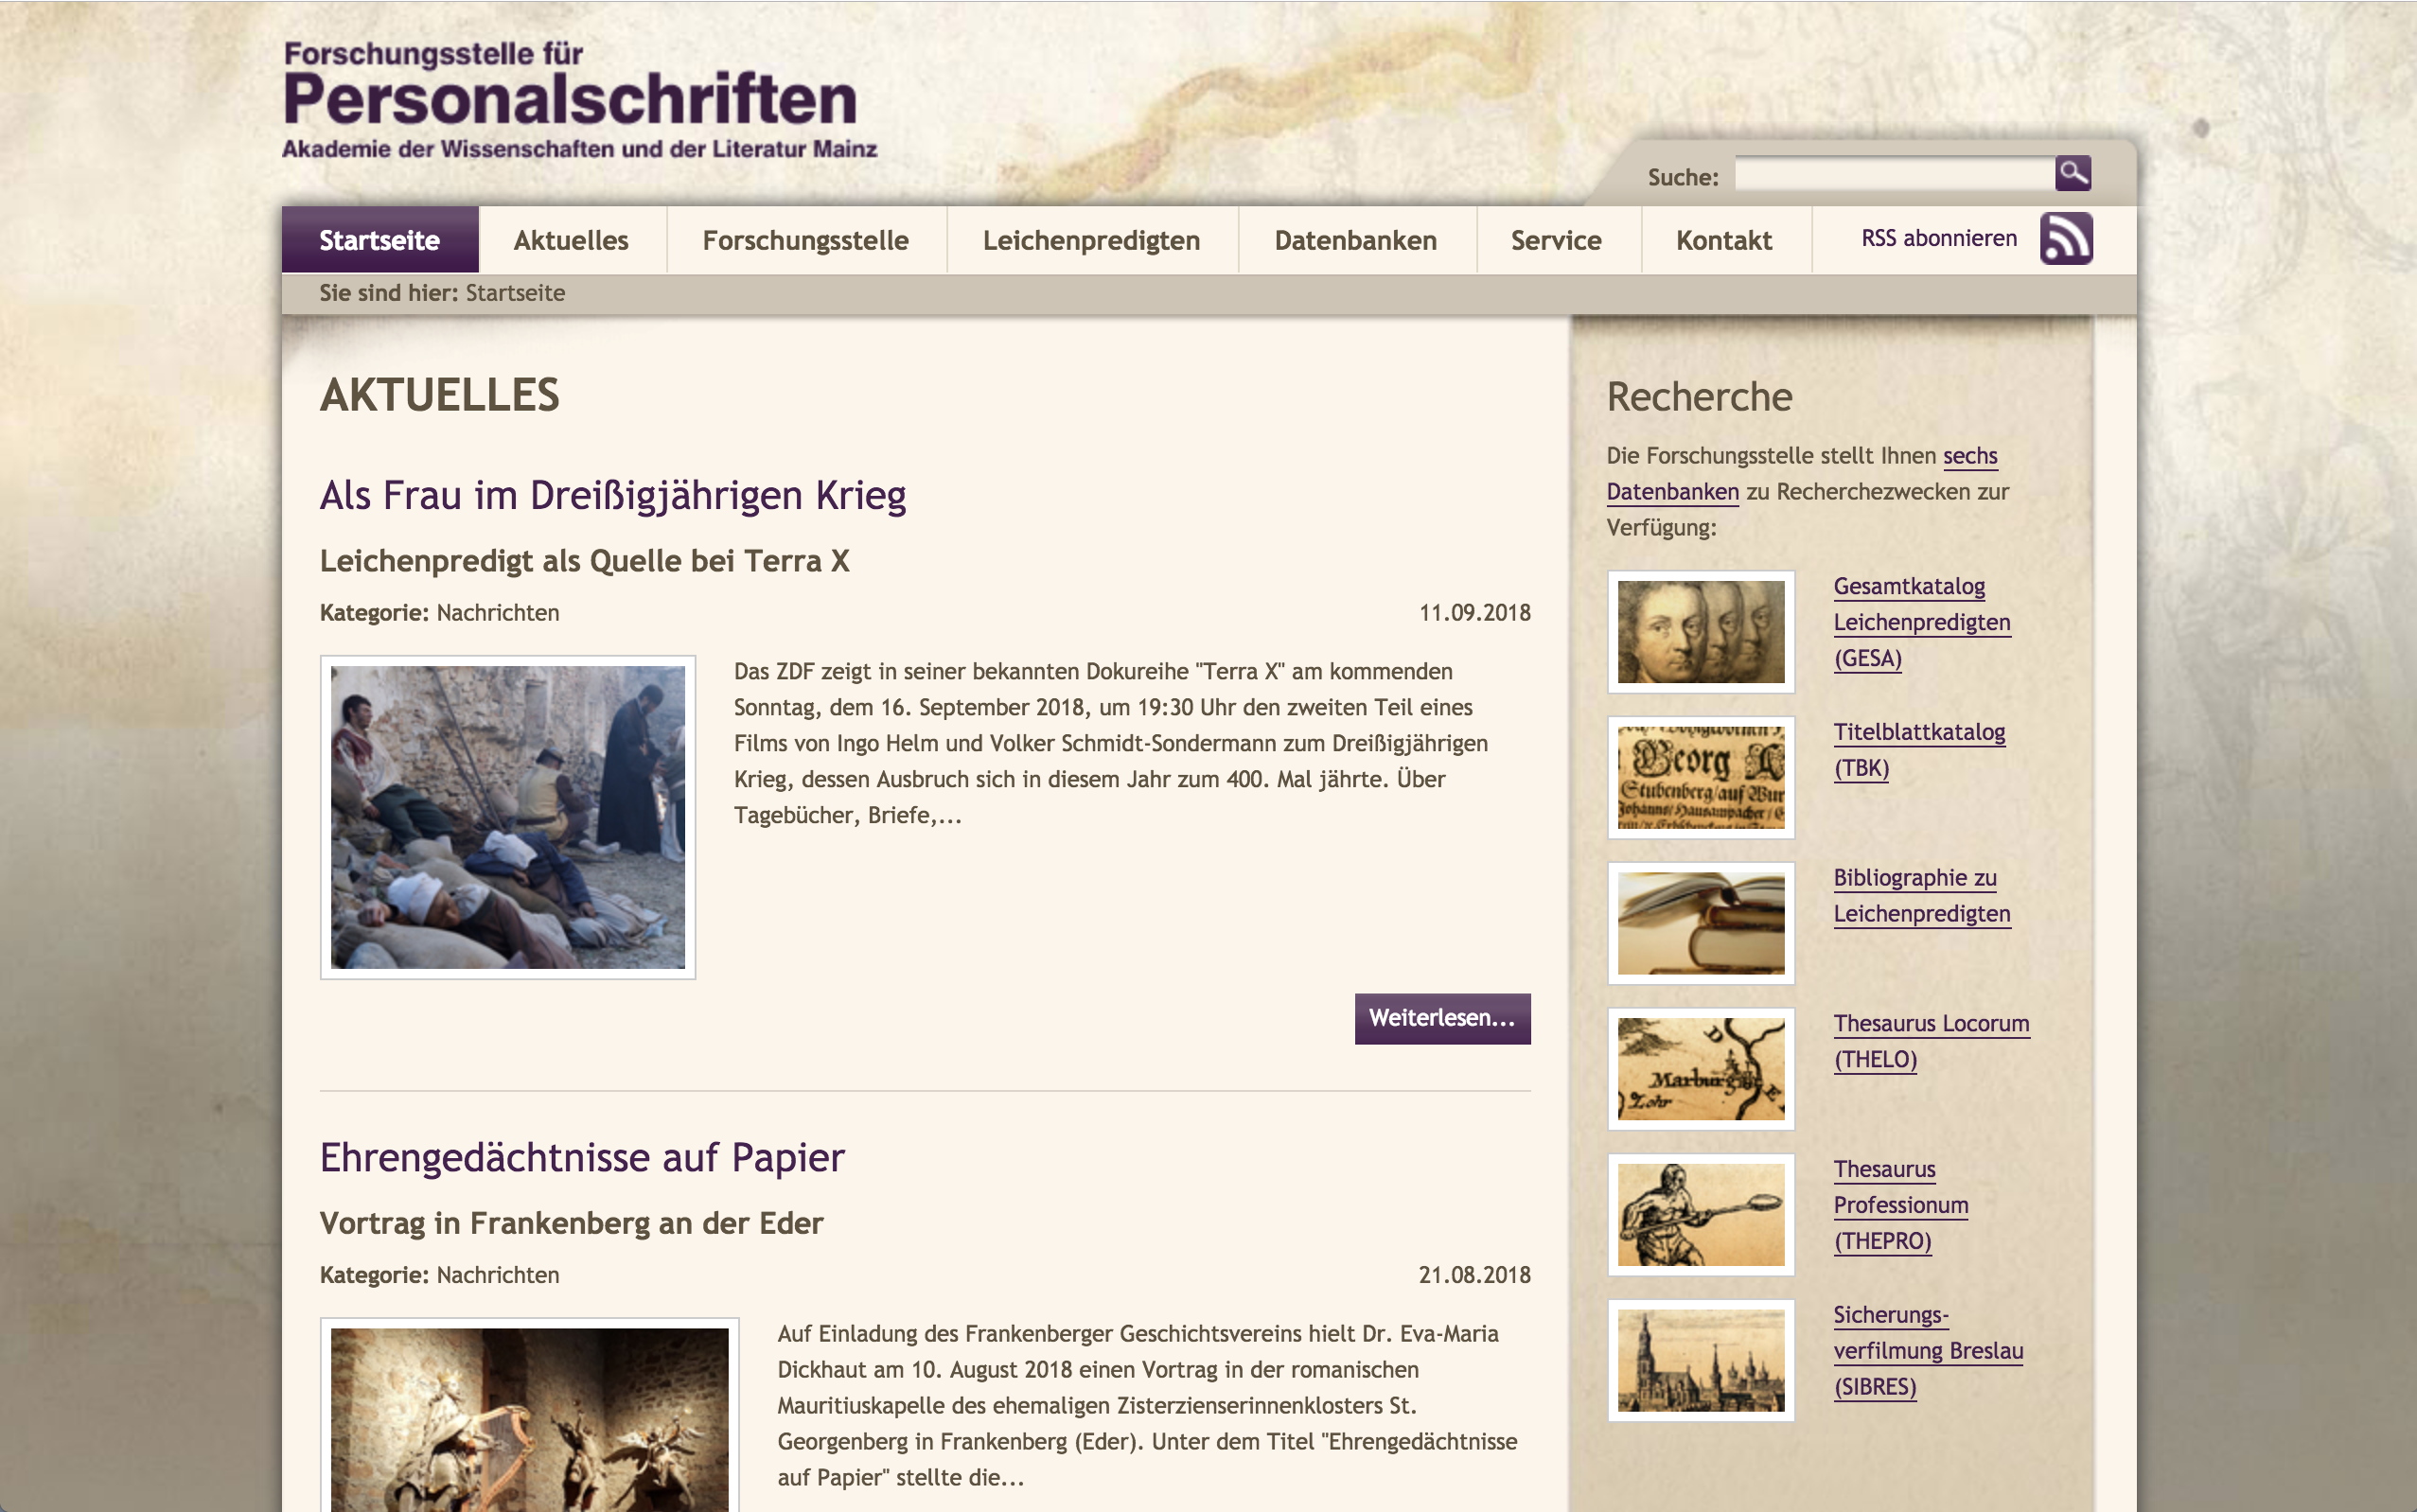 Forschungsstelle für
Personalschriften
Akademie der Wissenschaften und der Literatur Mainz
Suche:
Startseite
Aktuelles
Forschungsstelle
Leichenpredigten
Datenbanken
Service
Kontakt
RSS abonnieren
Sie sind hier: Startseite
AKTUELLES
Als Frau im Dreißigjährigen Krieg
Leichenpredigt als Quelle bei Terra X
Kategorie: Nachrichten
11.09.2018
Das ZDF zeigt in seiner bekannten Dokureihe "Terra X" am kommenden
Sonntag, dem 16. September 2018, um 19:30 Uhr den zweiten Teil eines
Films von Ingo Helm und Volker Schmidt-Sondermann zum Dreißigjährigen
Krieg, dessen Ausbruch sich in diesem Jahr zum 400. Mal jährte. Über
Tagebücher, Briefe,...
Weiterlesen...
Ehrengedächtnisse auf Papier
Vortrag in Frankenberg an der Eder
Kategorie: Nachrichten
21.08.2018
Auf Einladung des Frankenberger Geschichtsvereins hielt Dr. Eva-Maria
Dickhaut am 10. August 2018 einen Vortrag in der romanischen
Mauritiuskapelle des ehemaligen Zisterzienserinnenklosters St.
Georgenberg in Frankenberg (Eder). Unter dem Titel "Ehrengedächtnisse
auf Papier" stellte die...
Recherche
Die Forschungsstelle stellt Ihnen sechs
Datenbanken zu Recherchezwecken zur
Verfügung:
Gesamtkatalog
Leichenpredigten
(GESA)
Georg
Stubenberg/auf Wur
Titelblattkatalog
(TBK)
Bibliographie zu
Leichenpredigten
D
Marburg
E
Lohr
Thesaurus Locorum
(THELO)
Thesaurus
Professionum
(THEPRO)
Sicherungs-
verfilmung Breslau
(SIBRES)